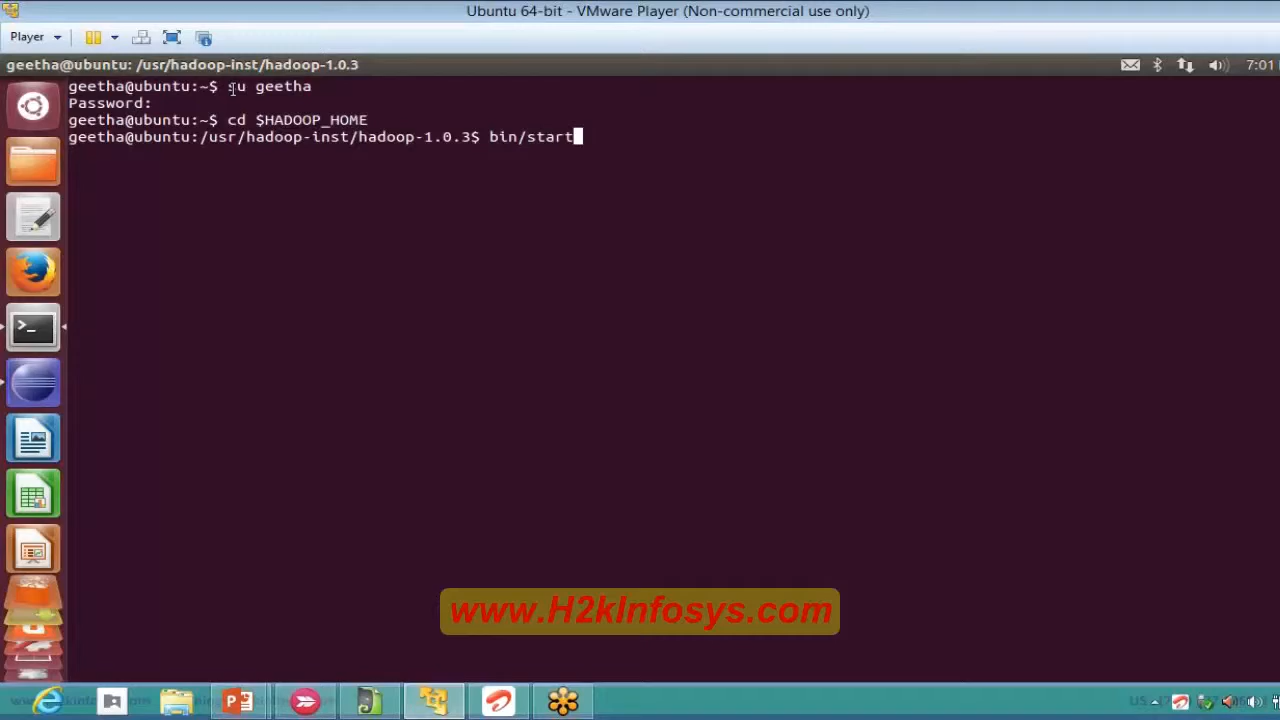 Ubuntu 64-bit - VMware Player (Non-commercial use only)
Player
geetha@ubuntu: /usr/hadoop-inst/hadoop-1.0.3
7:01
geetha@ubuntu:~$ su geetha
Password:
geetha@ubuntu:~$ cd $HADOOP_HOME
geetha@ubuntu:/usr/hadoop-inst/hadoop-1.0.3$ bin/start
www.H2kInfosys.com
US